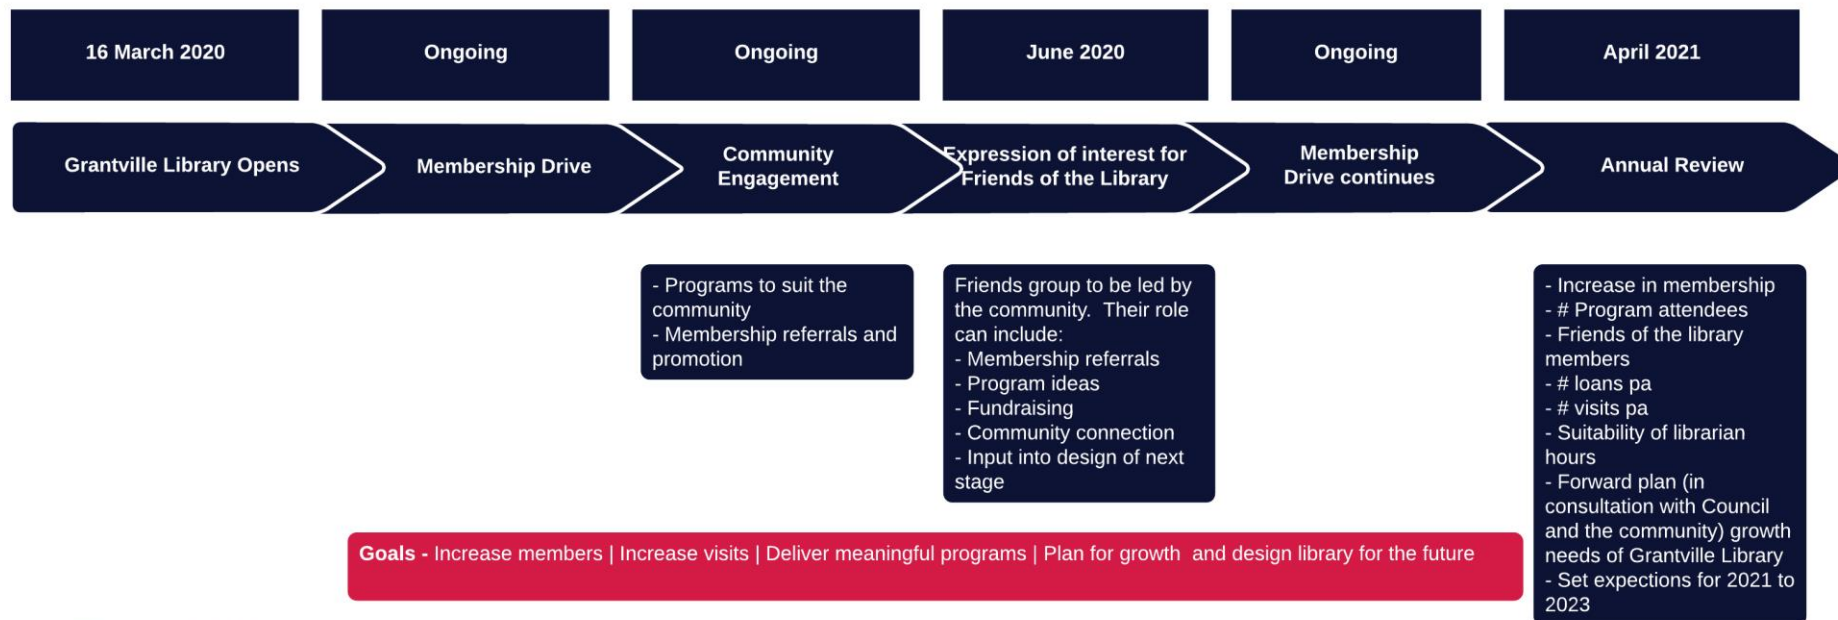 16 March 2020
Ongoing
Ongoing
June 2020
Ongoing
April 2021
Grantville Library Opens
Membership Drive
Community
Engagement
Expression of interest for
Friends of the Library
Membership
Drive continues
Annual Review
- Programs to suit the
community
- Membership referrals and
promotion
Friends group to be led by
the community.  Their role
can include:
- Membership referrals
- Program ideas
- Fundraising
- Community connection
- Input into design of next
stage
- Increase in membership
- # Program attendees
- Friends of the library
members
- # loans pa
- # visits pa
- Suitability of librarian
hours
- Forward plan (in
consultation with Council
and the community) growth
needs of Grantville Library
- Set expections for 2021 to
2023
Goals - Increase members | Increase visits | Deliver meaningful programs | Plan for growth  and design library for the future